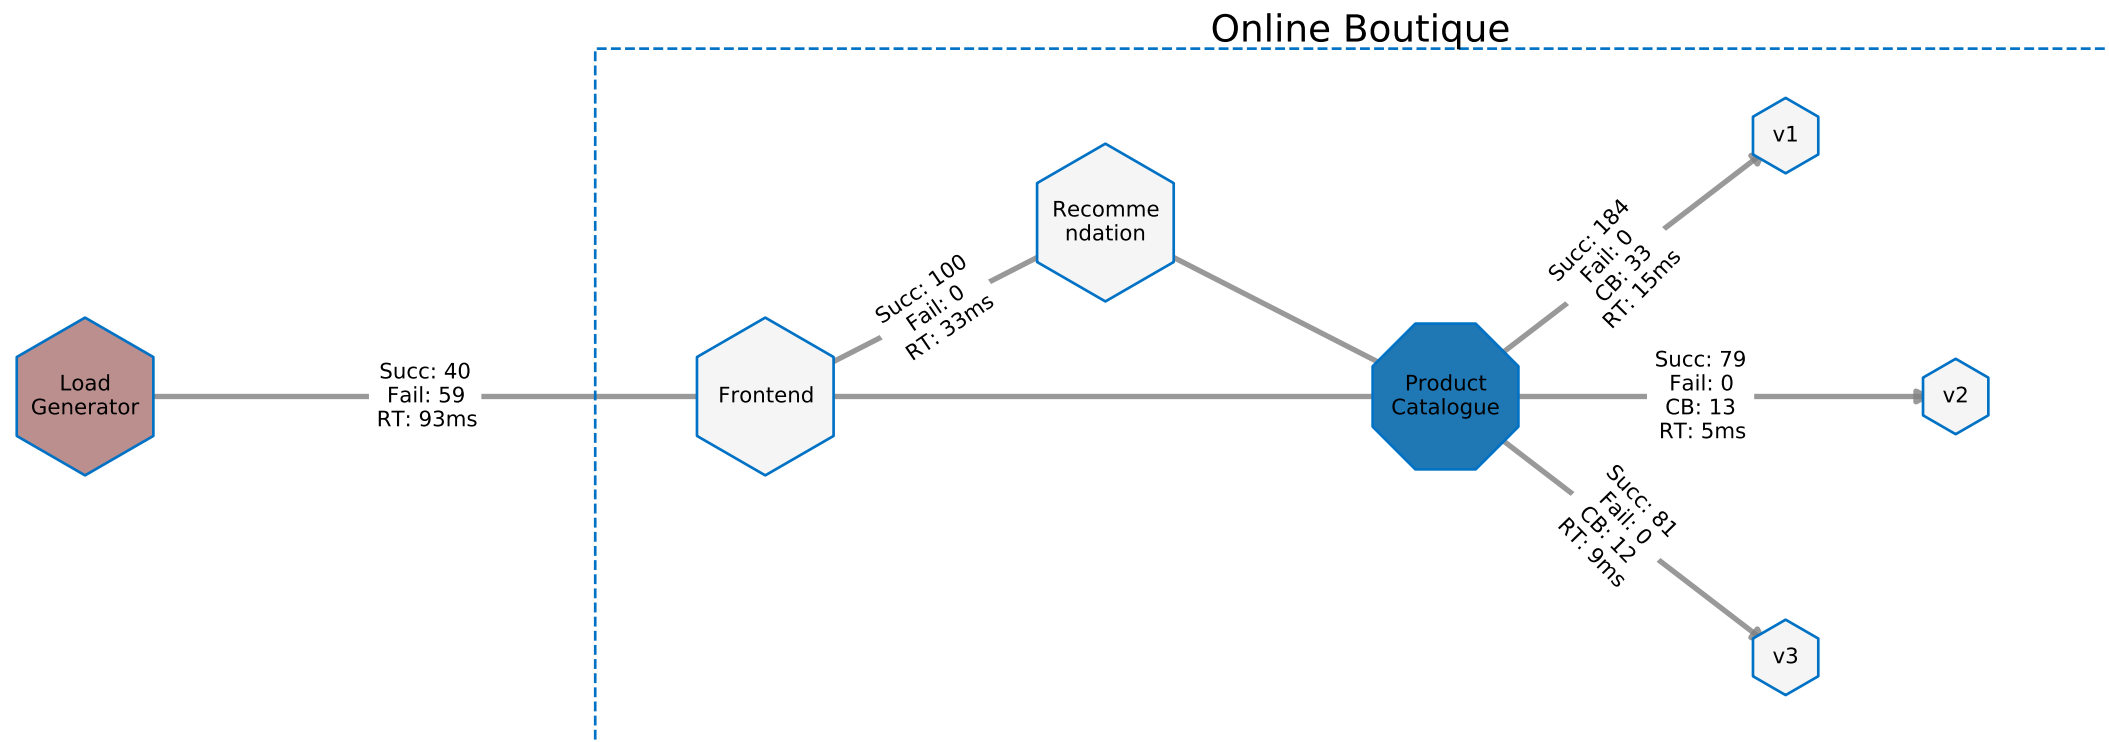 Online Boutique
Load
Generator
Succ: 40
Fail: 59
RT: 93ms
Frontend
Succ: 100
Fail: 0
RT: 33ms
Recomme
ndation
Product
Catalogue
Succ: 184
Fail: 0
CB: 33
RT: 15ms
v1
Succ: 79
Fail: 0
CB: 13
RT: 5ms
v2
Succ: 81
Fail: 0
CB: 12
RT: 9ms
v3